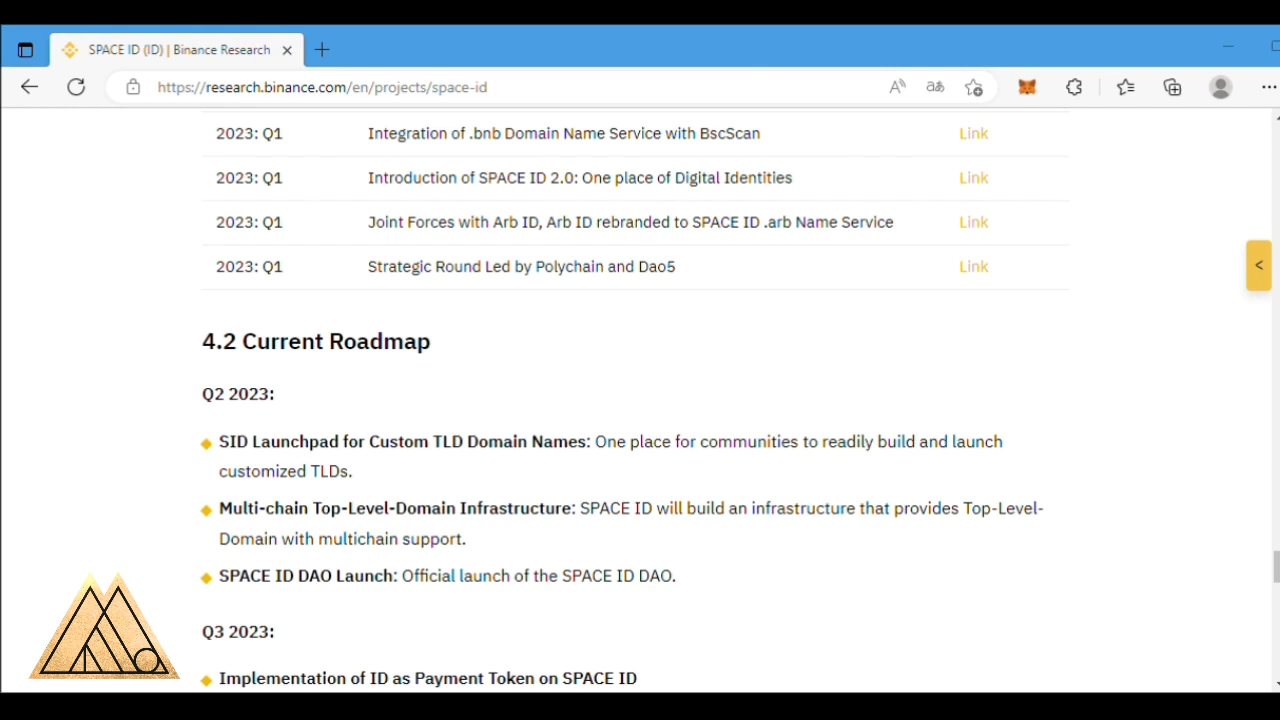 SPACE ID (ID) | Binance Research
https://research.binance.com/en/projects/space-id
2023: Q1 Integration of .bnb Domain Name Service with BscScan Link
2023: Q1 Introduction of SPACE ID 2.0: One place of Digital Identities Link
2023: Q1 Joint Forces with Arb ID, Arb ID rebranded to SPACE ID .arb Name Service Link
2023: Q1 Strategic Round Led by Polychain and Dao5 Link
4.2 Current Roadmap
Q2 2023:
SID Launchpad for Custom TLD Domain Names: One place for communities to readily build and launch
customized TLDs.
Multi-chain Top-Level-Domain Infrastructure: SPACE ID will build an infrastructure that provides Top-Level-
Domain with multichain support.
SPACE ID DAO Launch: Official launch of the SPACE ID DAO.
Q3 2023:
Implementation of ID as Payment Token on SPACE ID